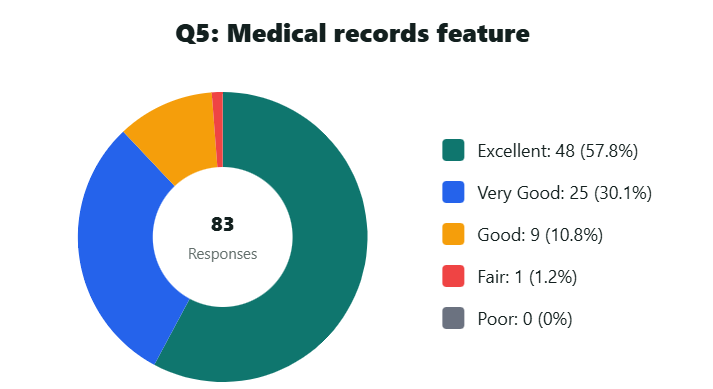 Q5: Medical records feature
83
Responses
Excellent: 48 (57.8%)
Very Good: 25 (30.1%)
Good: 9 (10.8%)
Fair: 1 (1.2%)
Poor: 0 (0%)